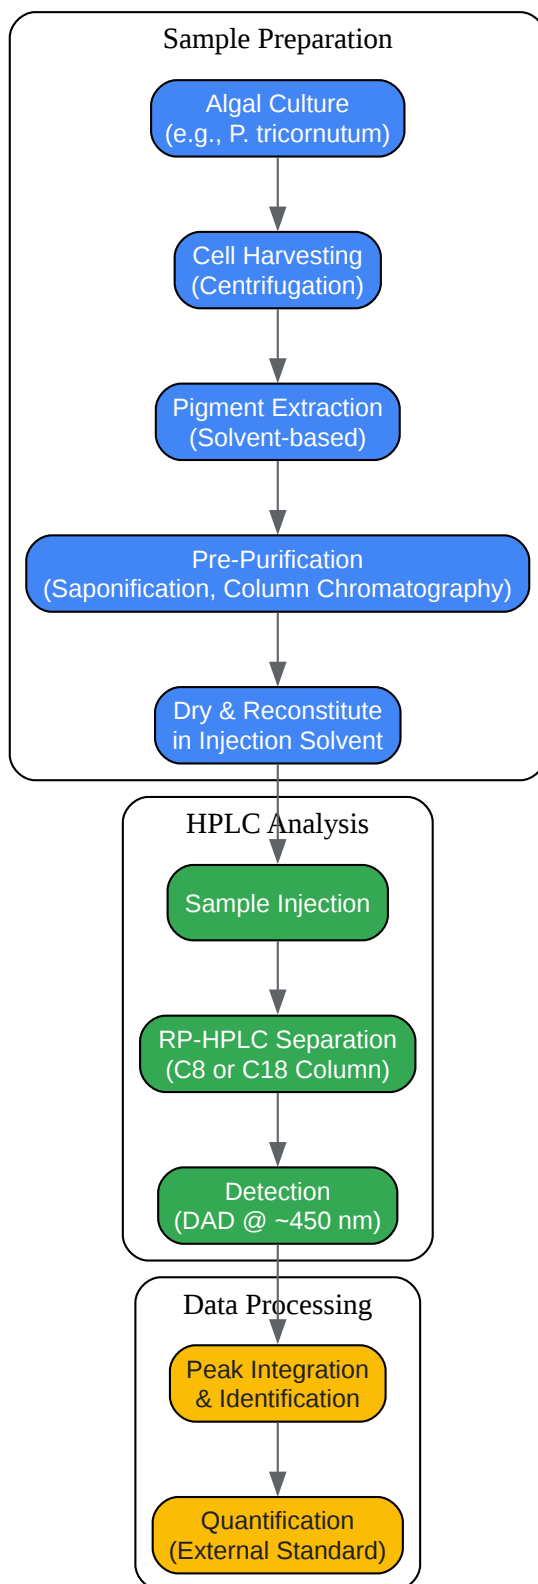 Sample Preparation
Algal Culture
(e.g., P. tricornutum)
Cell Harvesting
(Centrifugation)
Pigment Extraction
(Solvent-based)
Pre-Purification
(Saponification, Column Chromatography)
Dry & Reconstitute
in Injection Solvent
HPLC Analysis
Sample Injection
RP-HPLC Separation
(C8 or C18 Column)
Detection
(DAD @ ~450 nm)
Data Processing
Peak Integration
& Identification
Quantification
(External Standard)